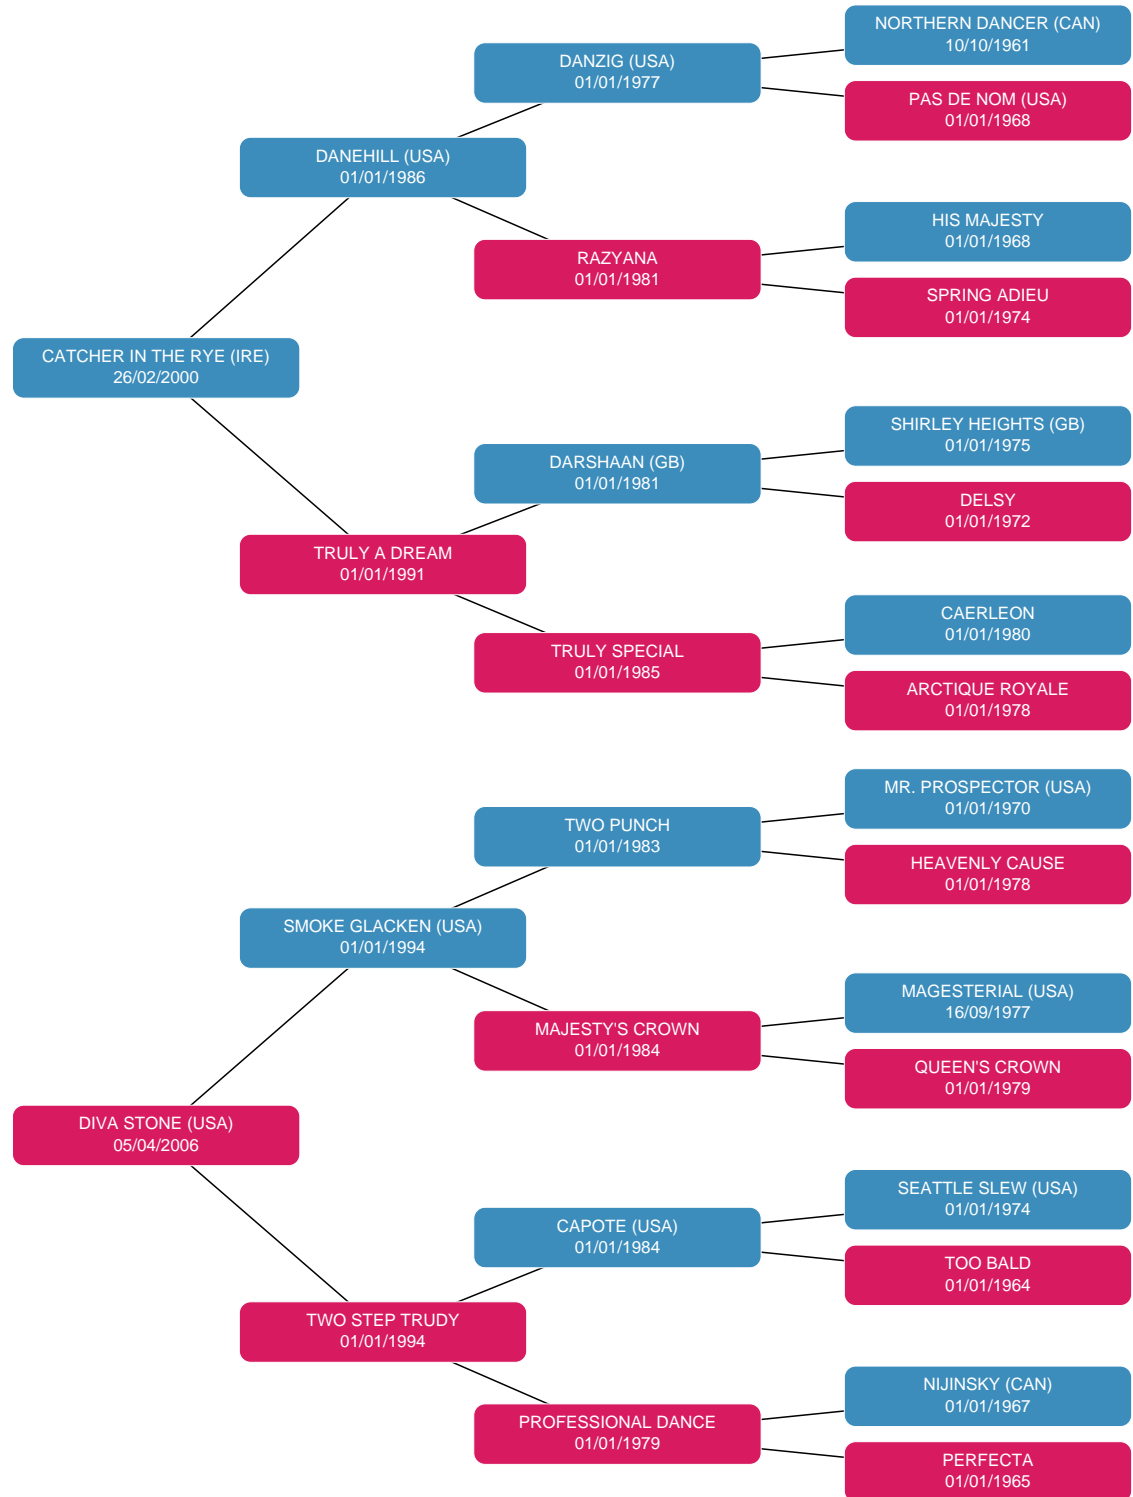 NORTHERN DANCER (CAN)
10/10/1961
DANZIG (USA)
01/01/1977
PAS DE NOM (USA)
01/01/1968
DANEHILL (USA)
01/01/1986
HIS MAJESTY
01/01/1968
RAZYANA
01/01/1981
SPRING ADIEU
01/01/1974
CATCHER IN THE RYE (IRE)
26/02/2000
SHIRLEY HEIGHTS (GB)
01/01/1975
DARSHAAN (GB)
01/01/1981
DELSY
01/01/1972
TRULY A DREAM
01/01/1991
CAERLEON
01/01/1980
TRULY SPECIAL
01/01/1985
ARCTIQUE ROYALE
01/01/1978
MR. PROSPECTOR (USA)
01/01/1970
TWO PUNCH
01/01/1983
HEAVENLY CAUSE
01/01/1978
SMOKE GLACKEN (USA)
01/01/1994
MAGESTERIAL (USA)
16/09/1977
MAJESTY'S CROWN
01/01/1984
QUEEN'S CROWN
01/01/1979
DIVA STONE (USA)
05/04/2006
SEATTLE SLEW (USA)
01/01/1974
CAPOTE (USA)
01/01/1984
TOO BALD
01/01/1964
TWO STEP TRUDY
01/01/1994
NIJINSKY (CAN)
01/01/1967
PROFESSIONAL DANCE
01/01/1979
PERFECTA
01/01/1965